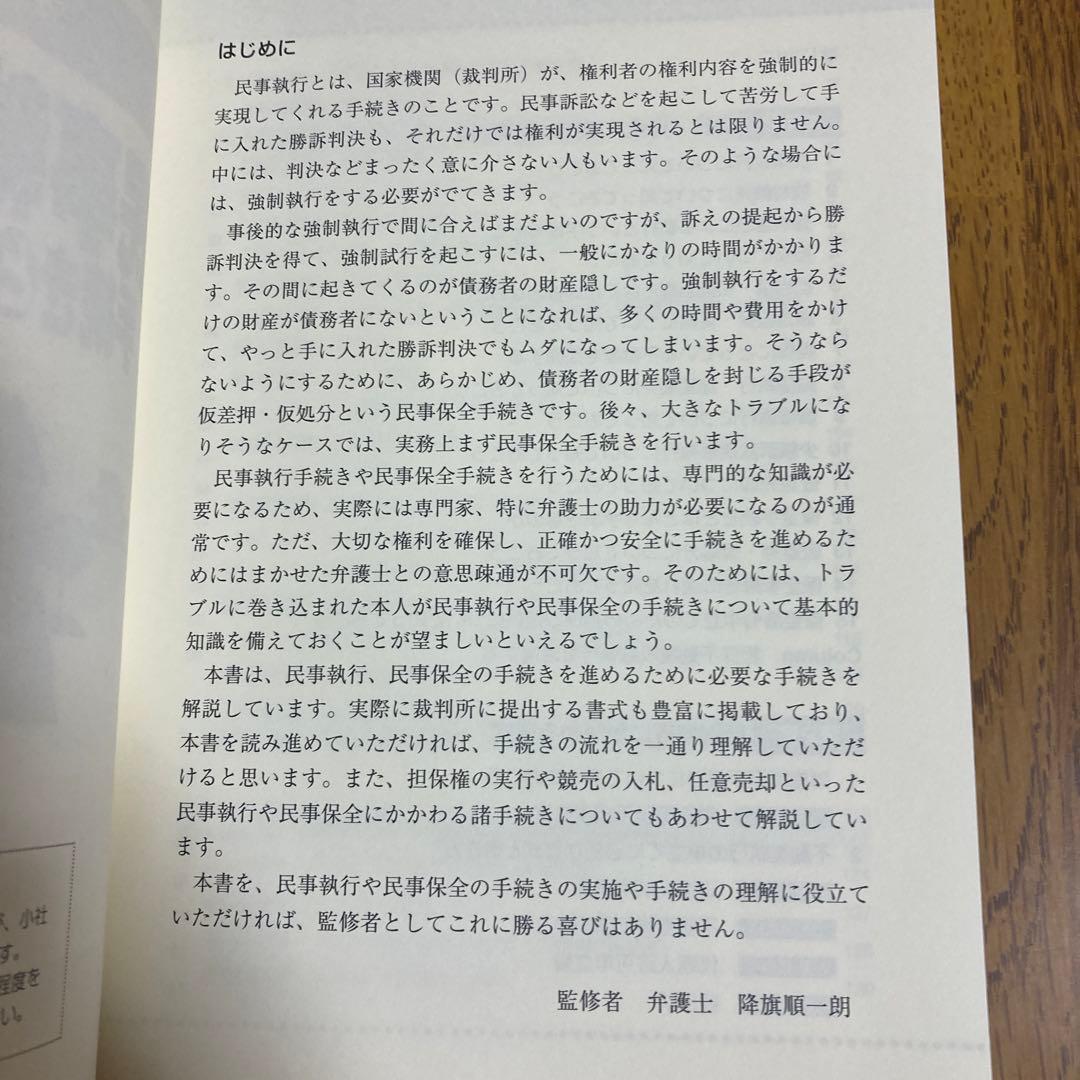 はじめに
民事執行とは、国家機関（裁判所）が、権利者の権利内容を強制的に
実現してくれる手続きのことです。民事訴訟などを起こして苦労して手
に入れた勝訴判決も、それだけでは権利が実現されるとは限りません。
中には、判決などまったく意に介さない人もいます。そのような場合に
は、強制執行をする必要がでてきます。
事後的な強制執行で間に合えばまだよいのですが、訴えの提起から勝
訴判決を得て、強制試行を起こすには、一般にかなりの時間がかかりま
す。その間に起きてくるのが債務者の財産隠しです。強制執行をするだ
けの財産が債務者にないということになれば、多くの時間や費用をかけ
て、やっと手に入れた勝訴判決でもムダになってしまいます。そうなら
ないようにするために、あらかじめ、債務者の財産隠しを封じる手段が
仮差押・仮処分という民事保全手続きです。後々、大きなトラブルにな
りそうなケースでは、実務上まず民事保全手続きを行います。
民事執行手続きや民事保全手続きを行うためには、専門的な知識が必
要になるため、実際には専門家、特に弁護士の助力が必要になるのが通
常です。ただ、大切な権利を確保し、正確かつ安全に手続きを進めるた
めにはまかせた弁護士との意思疎通が不可欠です。そのためには、トラ
ブルに巻き込まれた本人が民事執行や民事保全の手続きについて基本的
知識を備えておくことが望ましいといえるでしょう。
本書は、民事執行、民事保全の手続きを進めるために必要な手続きを
解説しています。実際に裁判所に提出する書式も豊富に掲載しており、
本書を読み進めていただければ、手続きの流れを一通り理解していただ
けると思います。また、担保権の実行や競売の入札、任意売却といった
民事執行や民事保全にかかわる諸手続きについてもあわせて解説してい
ます。
本書を、民事執行や民事保全の手続きの実施や手続きの理解に役立て
ていただければ、監修者としてこれに勝る喜びはありません。
監修者　弁護士　降旗順一朗
、小社
す。
程度を
い。